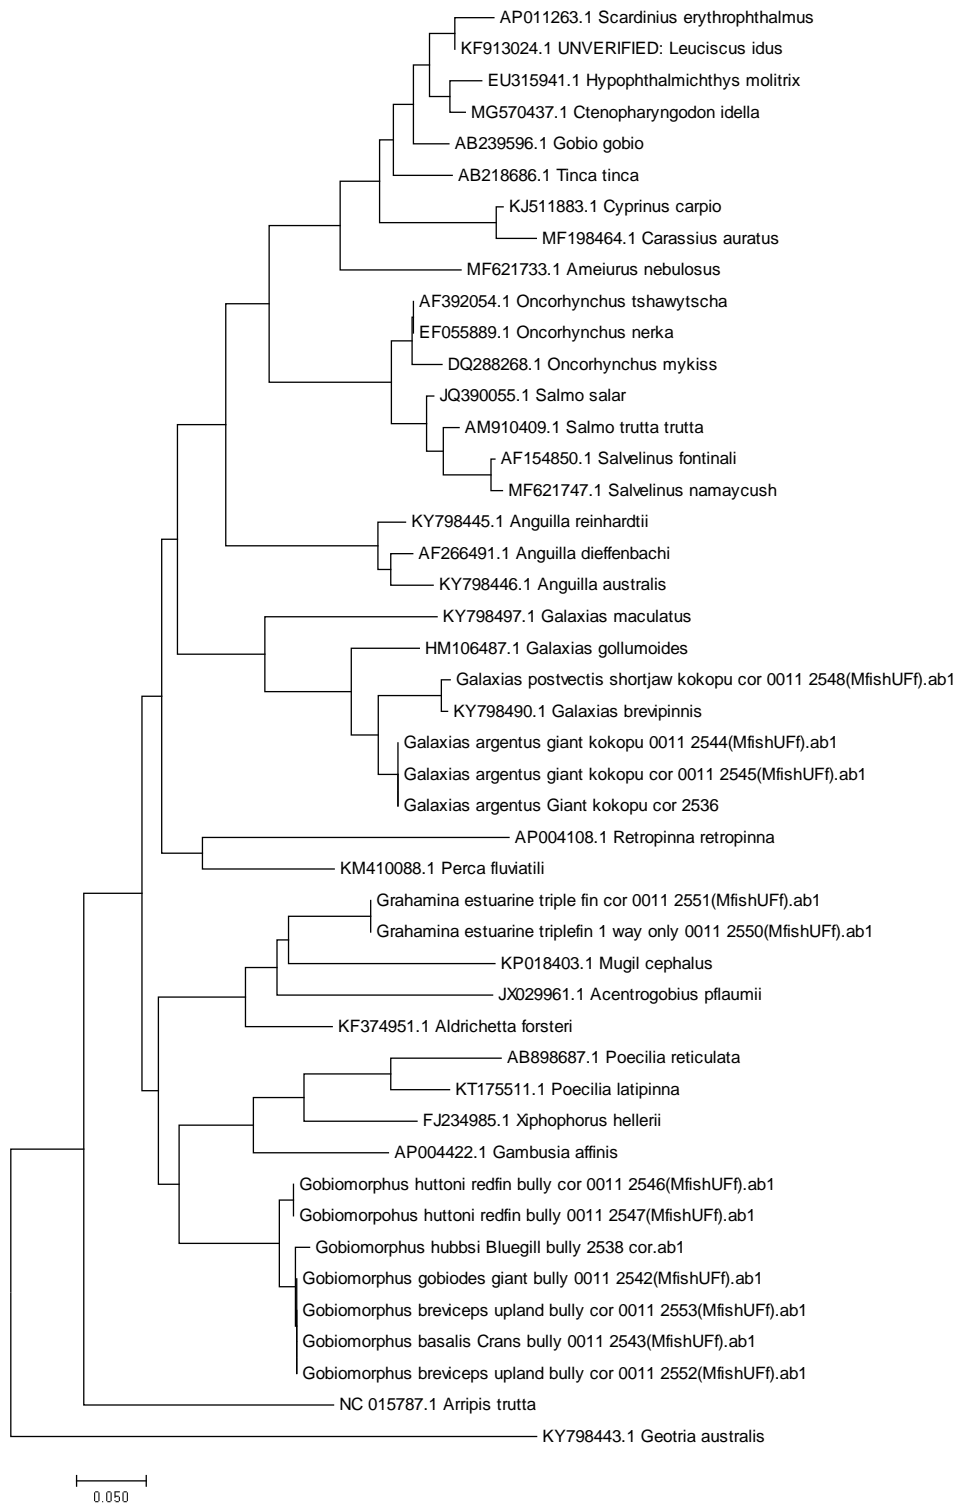 AP011263.1 Scardinius erythrophthalmus
KF913024.1 UNVERIFIED: Leuciscus idus
EU315941.1 Hypophthalmichthys molitrix
MG570437.1 Ctenopharyngodon idella
AB239596.1 Gobio gobio
AB218686.1 Tinca tinca
KJ511883.1 Cyprinus carpio
MF198464.1 Carassius auratus
MF621733.1 Ameiurus nebulosus
AF392054.1 Oncorhynchus tshawytscha
EF055889.1 Oncorhynchus nerka
DQ288268.1 Oncorhynchus mykiss
JQ390055.1 Salmo salar
AM910409.1 Salmo trutta trutta
AF154850.1 Salvelinus fontinali
MF621747.1 Salvelinus namaycush
KY798445.1 Anguilla reinhardtii
AF266491.1 Anguilla dieffenbachi
KY798446.1 Anguilla australis
KY798497.1 Galaxias maculatus
HM106487.1 Galaxias gollumoides
Galaxias postvectis shortjaw kokopu cor 0011 2548(MfishUFf).ab1
KY798490.1 Galaxias brevipinnis
Galaxias argentus giant kokopu 0011 2544(MfishUFf).ab1
Galaxias argentus giant kokopu cor 0011 2545(MfishUFf).ab1
Galaxias argentus Giant kokopu cor 2536
AP004108.1 Retropinna retropinna
KM410088.1 Perca fluviatili
Grahamina estuarine triple fin cor 0011 2551(MfishUFf).ab1
Grahamina estuarine triplefin 1 way only 0011 2550(MfishUFf).ab1
KP018403.1 Mugil cephalus
JX029961.1 Acentrogobius pflaumii
KF374951.1 Aldrichetta forsteri
AB898687.1 Poecilia reticulata
KT175511.1 Poecilia latipinna
FJ234985.1 Xiphophorus hellerii
AP004422.1 Gambusia affinis
Gobiomorphus huttoni redfin bully cor 0011 2546(MfishUFf).ab1
Gobiomorpohus huttoni redfin bully 0011 2547(MfishUFf).ab1
Gobiomorphus hubbsi Bluegill bully 2538 cor.ab1
Gobiomorphus gobiodes giant bully 0011 2542(MfishUFf).ab1
Gobiomorphus breviceps upland bully cor 0011 2553(MfishUFf).ab1
Gobiomorphus basalis Crans bully 0011 2543(MfishUFf).ab1
Gobiomorphus breviceps upland bully cor 0011 2552(MfishUFf).ab1
NC 015787.1 Arripis trutta
KY798443.1 Geotria australis
0.050